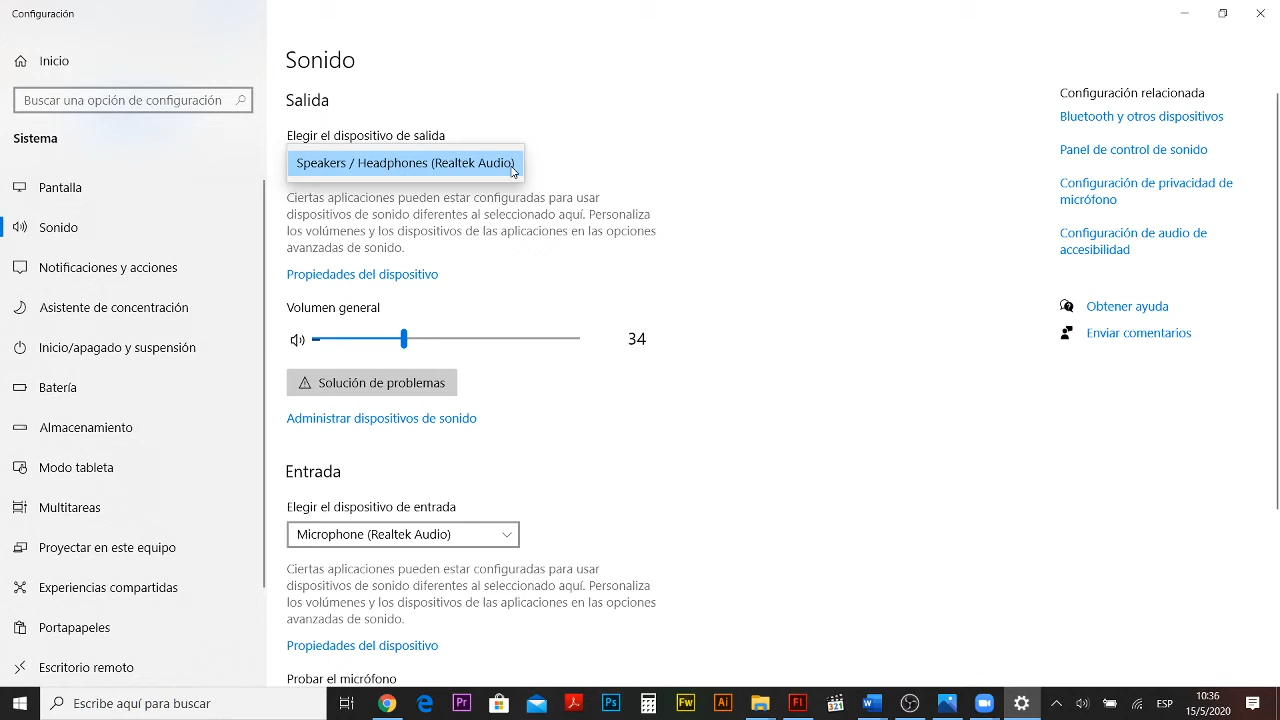 Configuración
Inicio
Buscar una opción de configuración
Sistema
Pantalla
Sonido
Notificaciones y acciones
Asistente de concentración
Inicio/apagado y suspensión
Batería
Almacenamiento
Modo tableta
Multitareas
Proyectar en este equipo
Experiencias compartidas
Portapapeles
Escritorio remoto
Sonido
Salida
Elegir el dispositivo de salida
Speakers / Headphones (Realtek Audio)
Ciertas aplicaciones pueden estar configuradas para usar
dispositivos de sonido diferentes al seleccionado aquí. Personaliza
los volúmenes y los dispositivos de las aplicaciones en las opciones
avanzadas de sonido.
Propiedades del dispositivo
Volumen general
34
Solución de problemas
Administrar dispositivos de sonido
Entrada
Elegir el dispositivo de entrada
Microphone (Realtek Audio)
Ciertas aplicaciones pueden estar configuradas para usar
dispositivos de sonido diferentes al seleccionado aquí. Personaliza
los volúmenes y los dispositivos de las aplicaciones en las opciones
avanzadas de sonido.
Propiedades del dispositivo
Probar el micrófono
Configuración relacionada
Bluetooth y otros dispositivos
Panel de control de sonido
Configuración de privacidad de
micrófono
Configuración de audio de
accesibilidad
Obtener ayuda
Enviar comentarios
Escribe aquí para buscar
Pr
Ps
Fw
Ai
Fl
321
ESP
10:36
15/5/2020